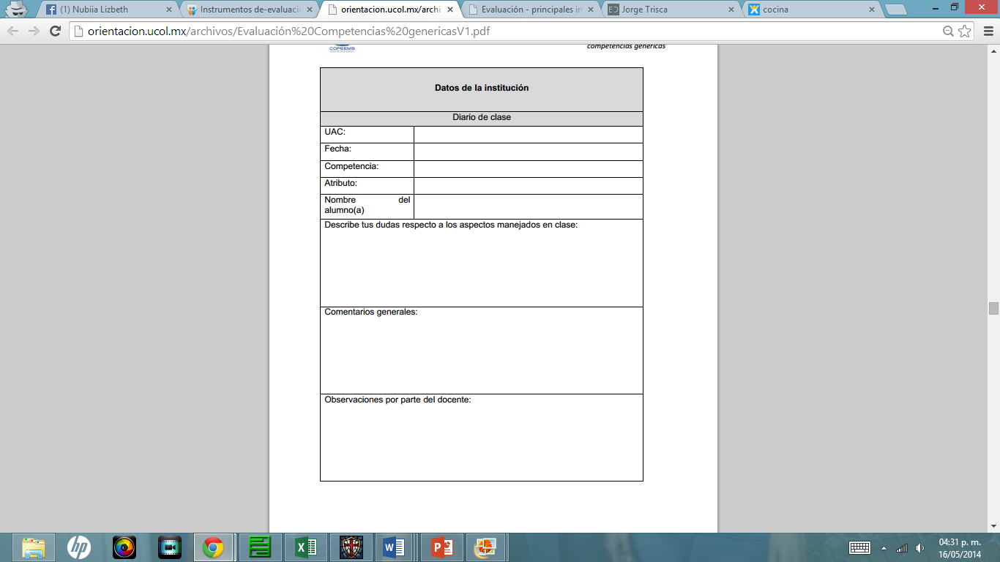 (1) Nubiia Lizbeth
Instrumentos de-evaluaci
orientacion.ucol.mx/archi
Evaluación - principales in
Jorge Trisca
cocina
orientacion.ucol.mx/archivos/Evaluación%20Competencias%20genericasV1.pdf
COPEEMS
competencias genéricas
Datos de la institución
Diario de clase
UAC:
Fecha:
Competencia:
Atributo:
Nombre del
alumno(a)
Describe tus dudas respecto a los aspectos manejados en clase:
Comentarios generales:
Observaciones por parte del docente:
04:31 p. m.
16/05/2014